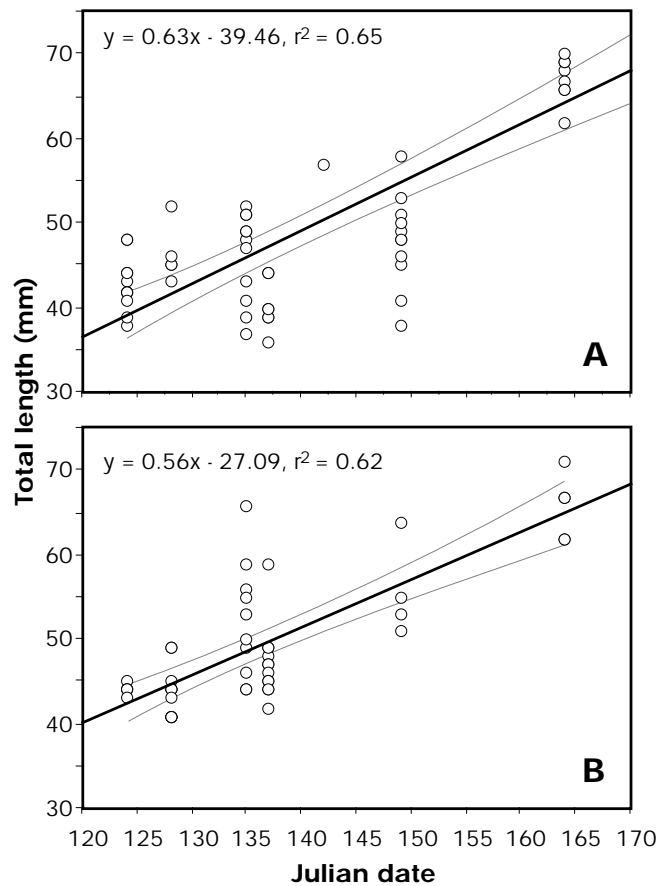 y = 0.63x - 39.46, r² = 0.65
70
60
50
40
30
A
Total length (mm)
y = 0.56x - 27.09, r² = 0.62
70
60
50
40
30
B
120 125 130 135 140 145 150 155 160 165 170
Julian date